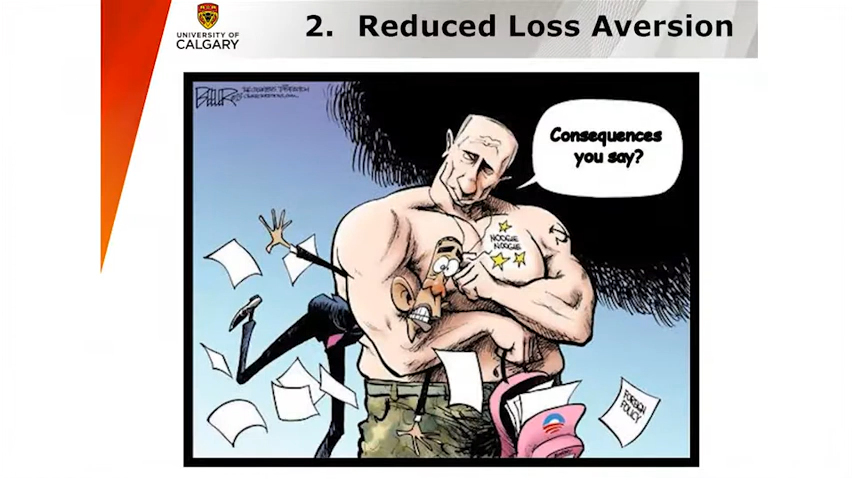 UNIVERSITY OF
CALGARY
2. Reduced Loss Aversion
Consequences
you say?
NOOGIE
NOOGIE
FOREIGN
POLICY